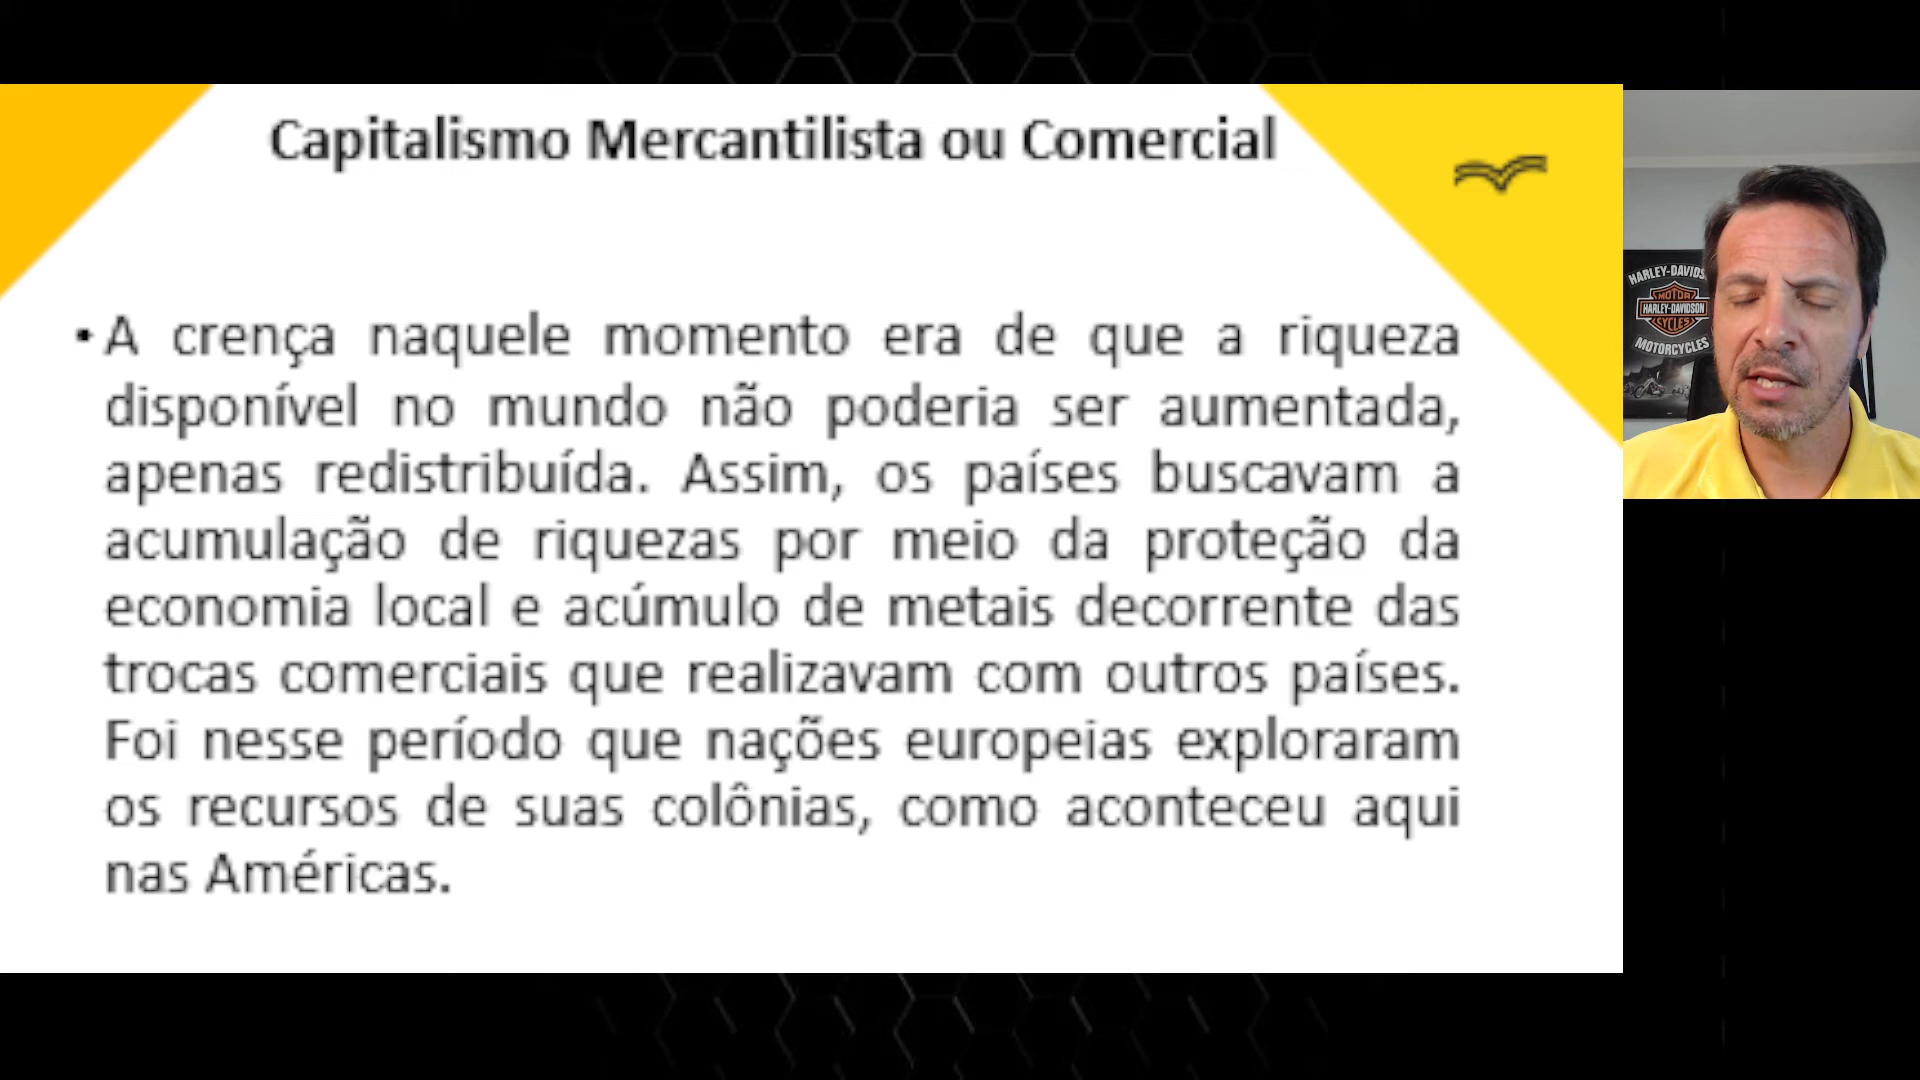 Capitalismo Mercantilista ou Comercial
• A crença naquele momento era de que a riqueza
disponível no mundo não poderia ser aumentada,
apenas redistribuída. Assim, os países buscavam a
acumulação de riquezas por meio da proteção da
economia local e acúmulo de metais decorrente das
trocas comerciais que realizavam com outros países.
Foi nesse período que nações europeias exploraram
os recursos de suas colônias, como aconteceu aqui
nas Américas.
HARLEY-DAVIDS
MOTOR
HARLEY-DAVIDSON
CYCLES
MOTORCYCLES